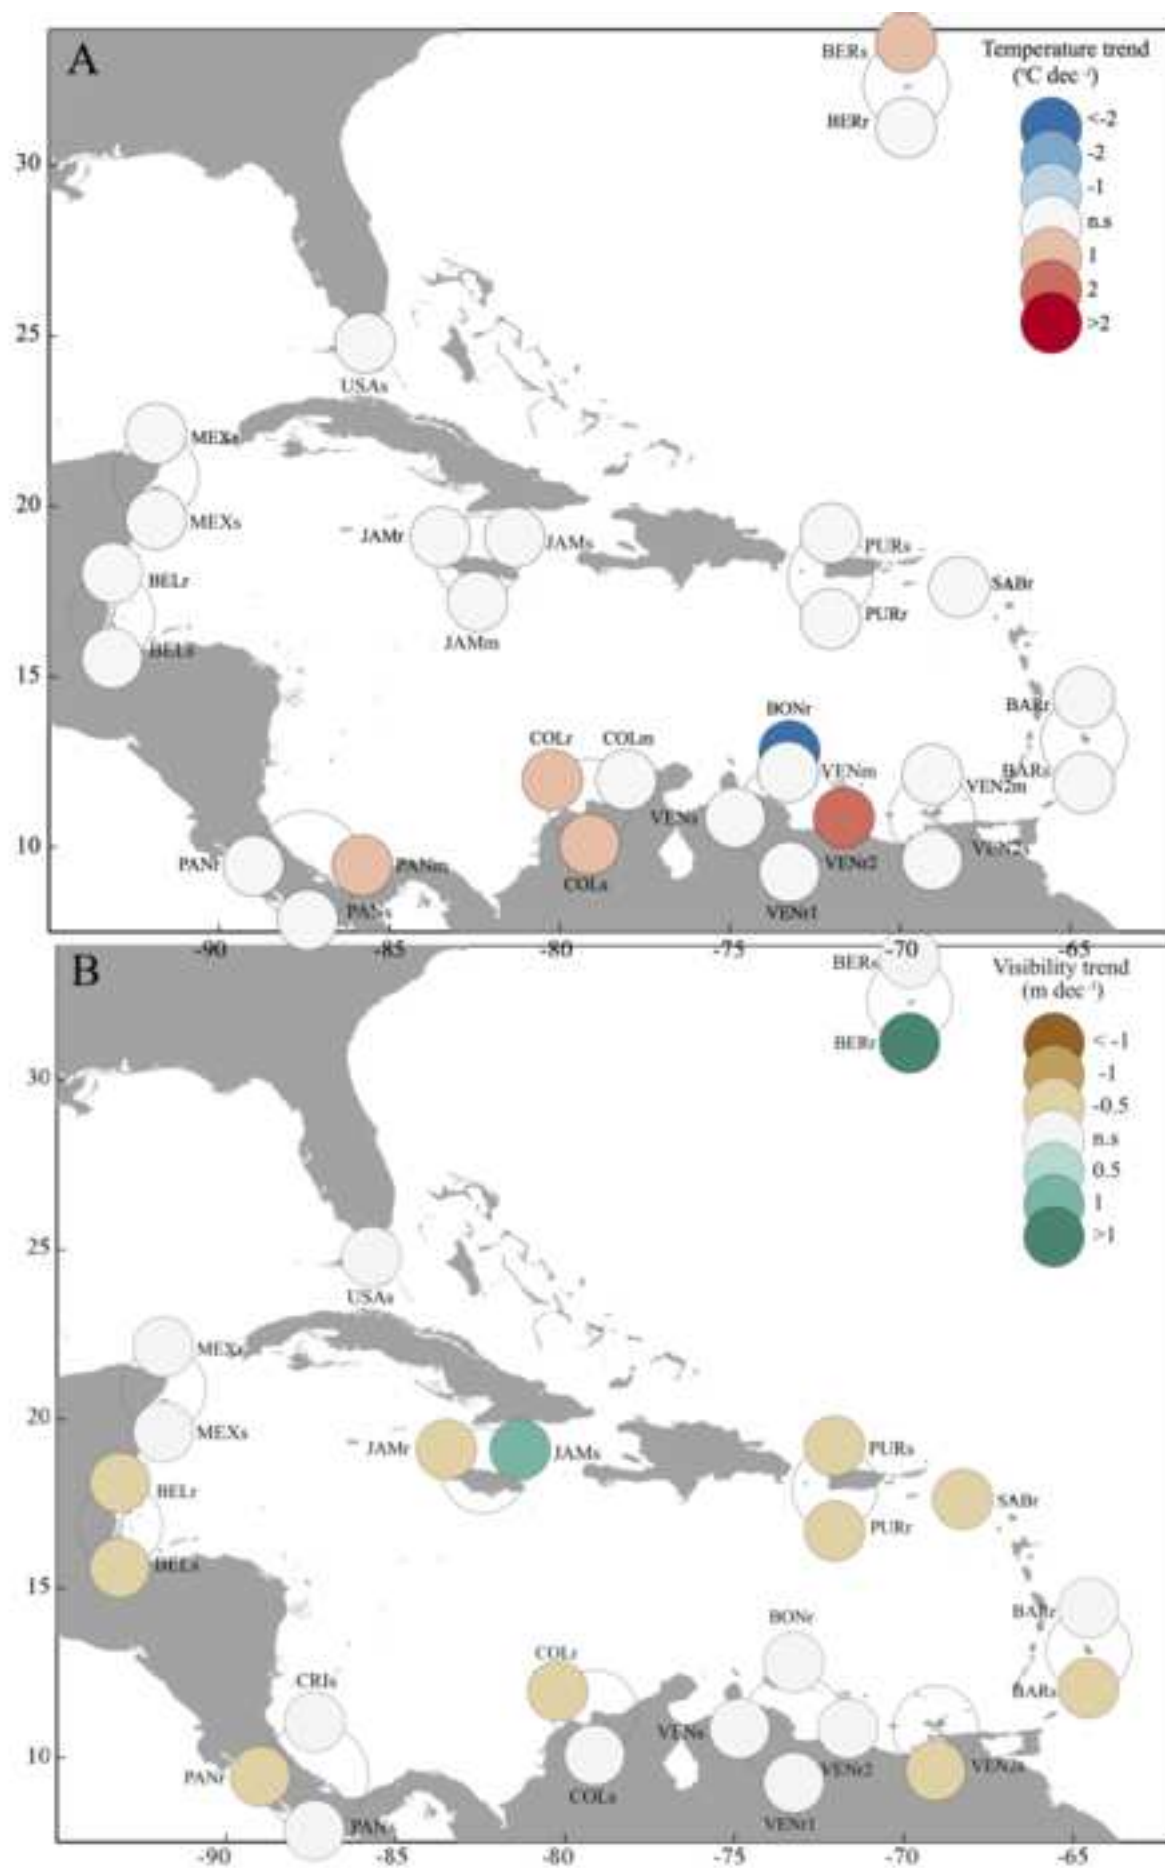 A
BERs
Temperature trend
(°C dec⁻¹)
BERr
<-2
-2
-1
n.s
1
2
>2
30
25
USAs
MEXs
20
MEXs
JAMr
JAMs
PURs
BELr
SABr
PURr
JAMm
BELs
15
BONr
BARr
COLr
COLm
VENm
BARs
VEN2m
VENs
10
PANr
PANm
VENr2
VEN2s
COLs
PANs
VENr1
-90
-85
-80
-75
-70
-65
B
BERs
Visibility trend
(m dec⁻¹)
BERr
< -1
-1
-0.5
n.s
0.5
1
>1
30
25
USAs
MEXs
20
MEXs
JAMr
JAMs
PURs
BELr
SABr
PURr
BELs
15
BONr
BARr
COLr
CRIs
BARs
VENs
10
PANr
VENr2
VEN2s
COLs
PANs
VENr1
-90
-85
-80
-75
-70
-65